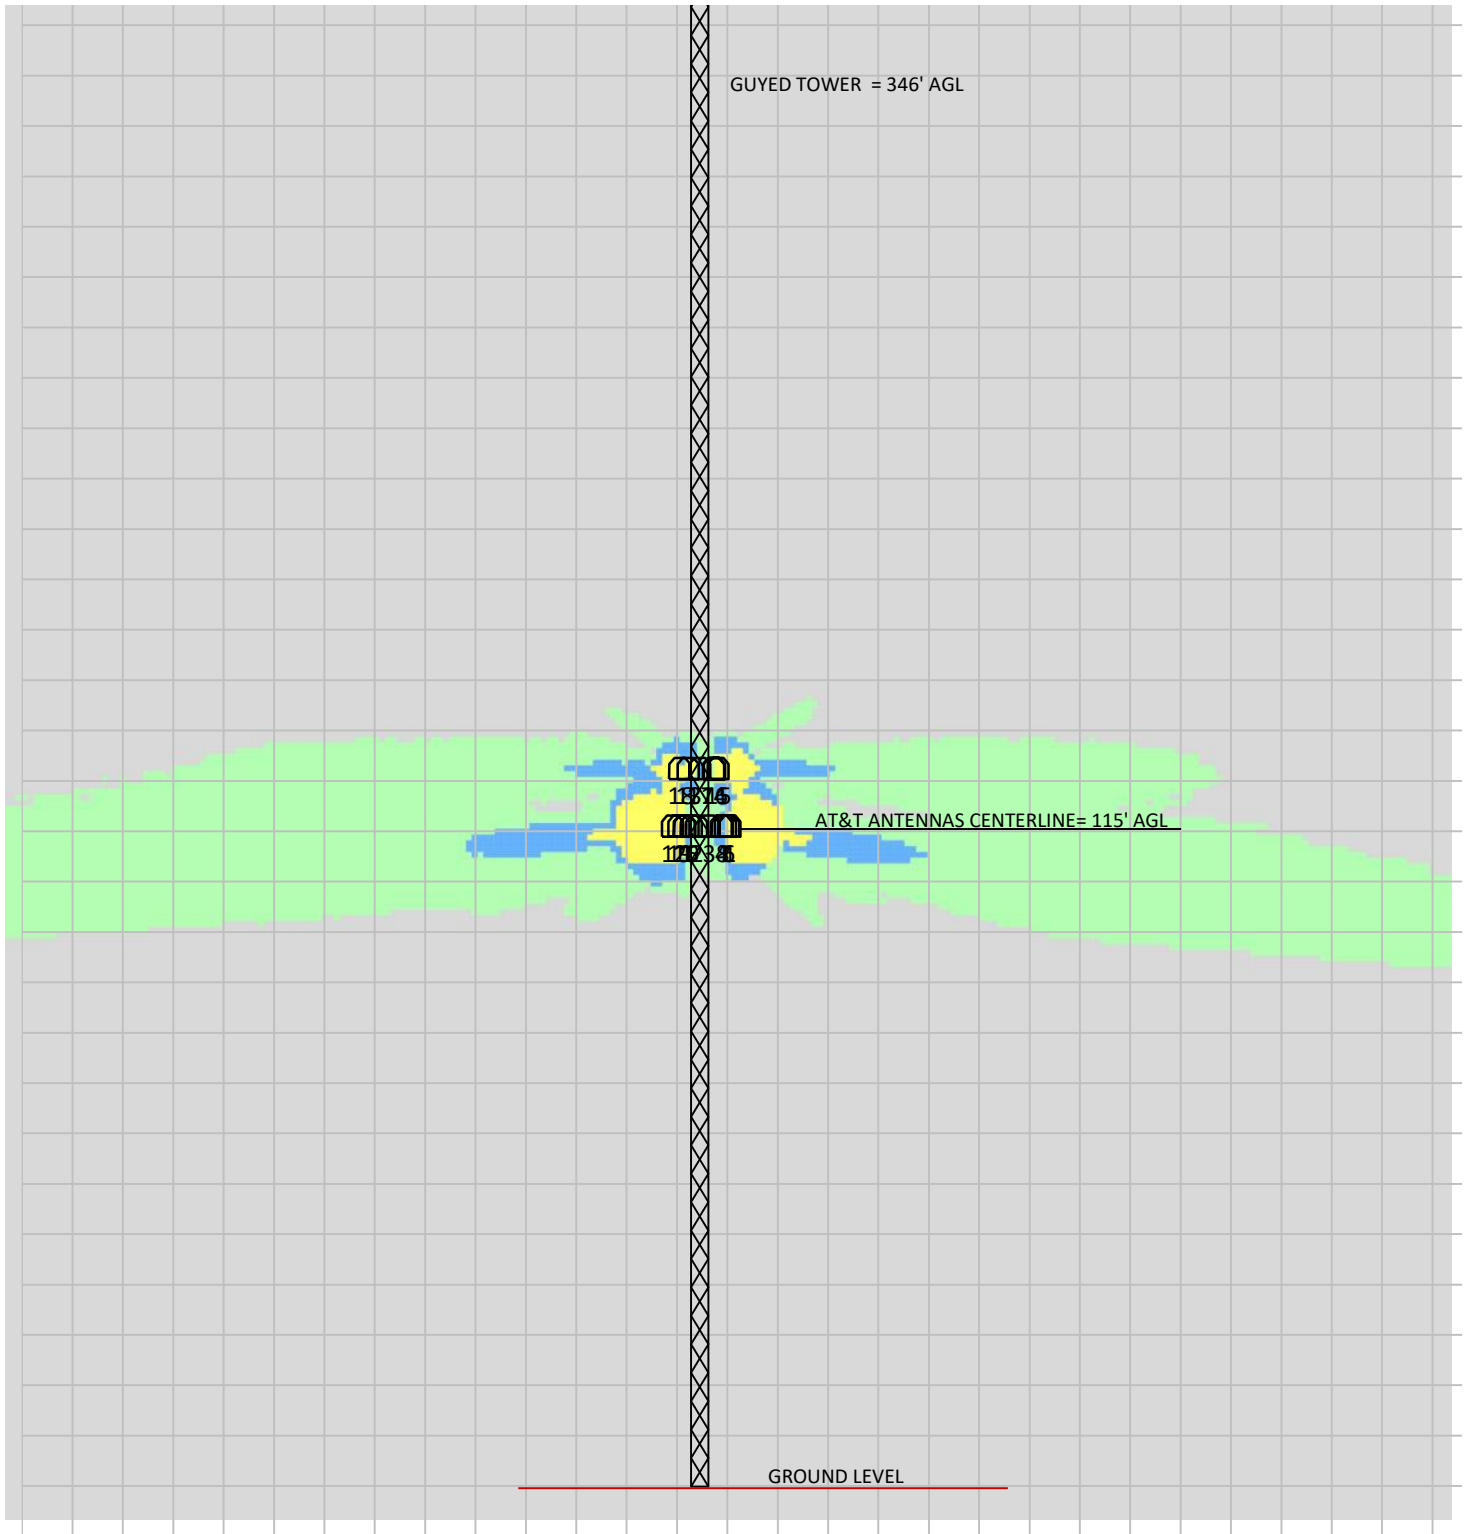 GUYED TOWER = 346' AGL
AT&T ANTENNAS CENTERLINE= 115' AGL
GROUND LEVEL